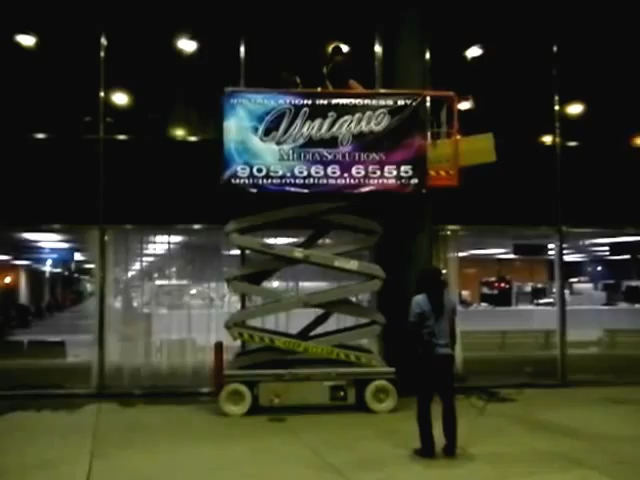 INSTALLATION IN PROGRESS BY:
Unique
MEDIA SOLUTIONS
905.666.6555
uniquemediasolutions.ca